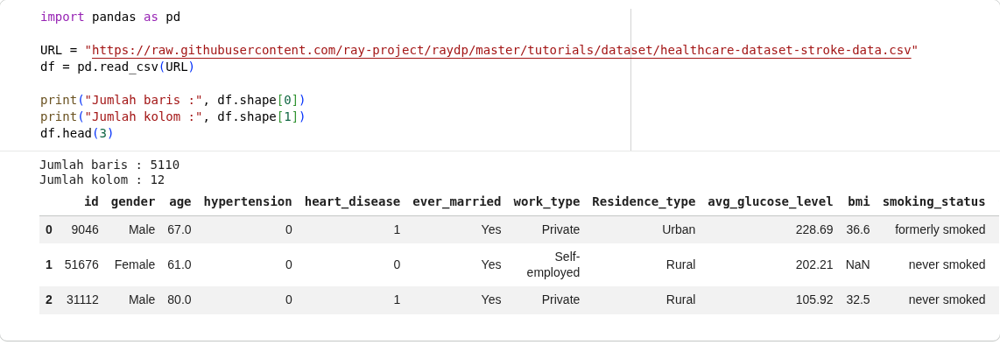 import pandas as pd
URL = "https://raw.githubusercontent.com/ray-project/raydp/master/tutorials/dataset/healthcare-dataset-stroke-data.csv"
df = pd.read_csv(URL)
print("Jumlah baris :", df.shape[0])
print("Jumlah kolom :", df.shape[1])
df.head(3)
Jumlah baris : 5110
Jumlah kolom : 12
id gender age hypertension heart_disease ever_married work_type Residence_type avg_glucose_level bmi smoking_status
0 9046 Male 67.0 0 1 Yes Private Urban 228.69 36.6 formerly smoked
1 51676 Female 61.0 0 0 Yes Self-employed Rural 202.21 NaN never smoked
2 31112 Male 80.0 0 1 Yes Private Rural 105.92 32.5 never smoked